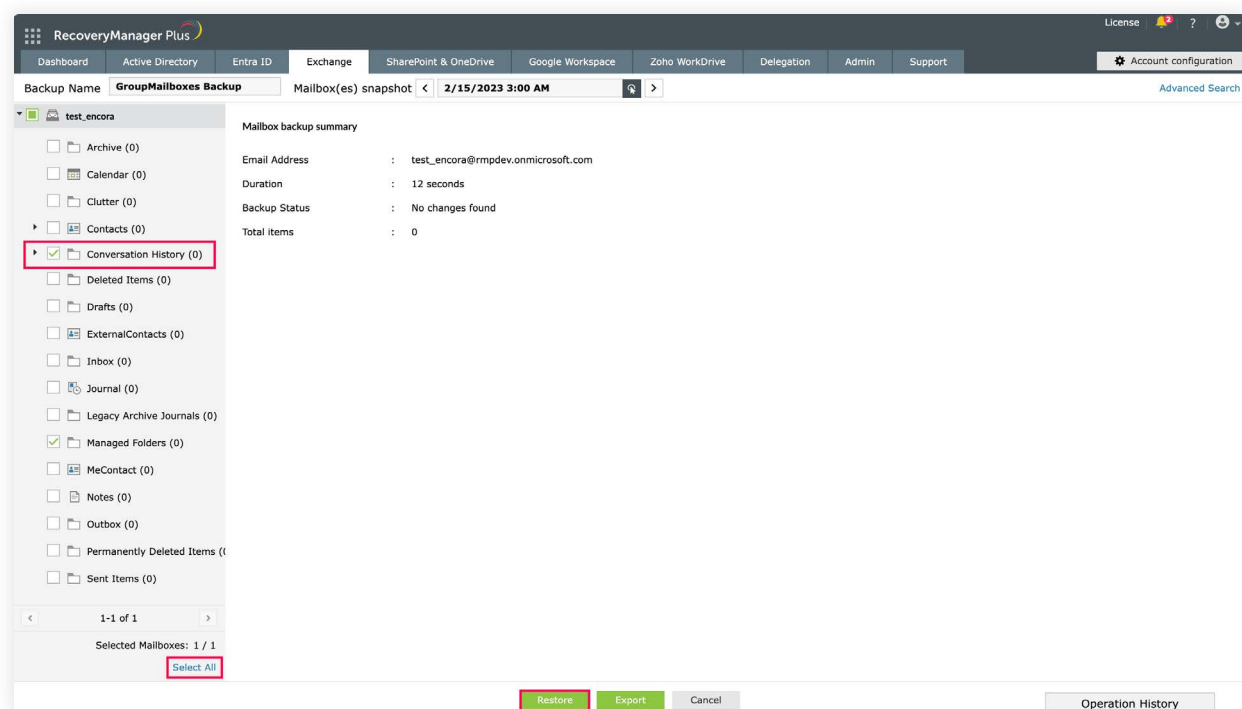 License 2 ?
RecoveryManager Plus
Dashboard Active Directory Entra ID Exchange SharePoint & OneDrive Google Workspace Zoho WorkDrive Delegation Admin Support Account configuration
Backup Name GroupMailboxes Backup Mailbox(es) snapshot < 2/15/2023 3:00 AM > Advanced Search
test_encora
Mailbox backup summary
Archive (0)
Email Address : test_encora@rmpdev.onmicrosoft.com
Calendar (0)
Duration : 12 seconds
Clutter (0)
Backup Status : No changes found
Contacts (0)
Total items : 0
Conversation History (0)
Deleted Items (0)
Drafts (0)
ExternalContacts (0)
Inbox (0)
Journal (0)
Legacy Archive Journals (0)
Managed Folders (0)
MeContact (0)
Notes (0)
Outbox (0)
Permanently Deleted Items ((
Sent Items (0)
< 1-1 of 1 >
Selected Mailboxes: 1 / 1
Select All
Restore Export Cancel Operation History